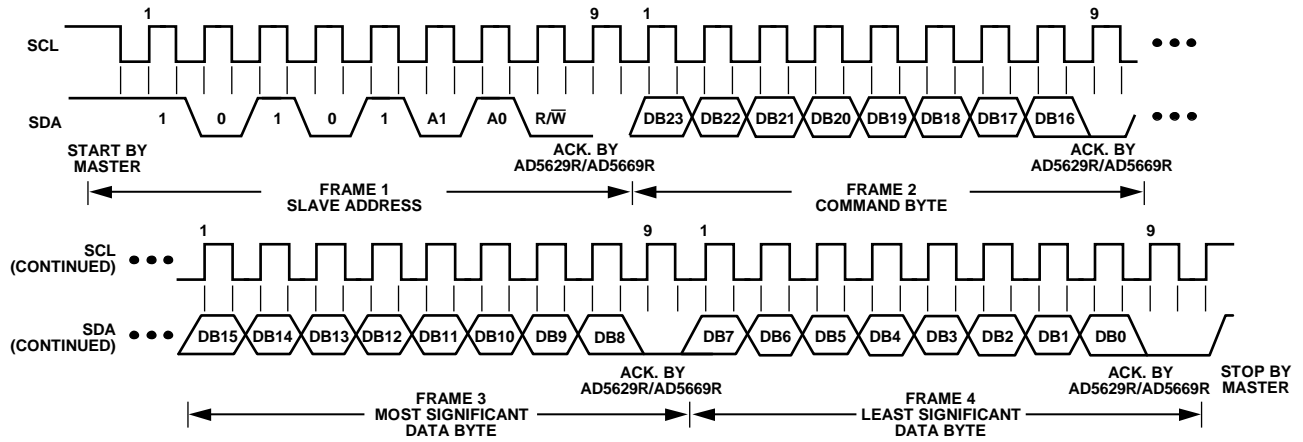 1 9 1 9
SCL
SDA 1 0 1 0 1 A1 A0 R/W̅ DB23 DB22 DB21 DB20 DB19 DB18 DB17 DB16
START BY
MASTER
ACK. BY
AD5629R/AD5669R
ACK. BY
AD5629R/AD5669R
FRAME 1
SLAVE ADDRESS
FRAME 2
COMMAND BYTE
1 9 1 9
SCL
(CONTINUED)
SDA
(CONTINUED)
DB15 DB14 DB13 DB12 DB11 DB10 DB9 DB8 DB7 DB6 DB5 DB4 DB3 DB2 DB1 DB0
ACK. BY
AD5629R/AD5669R
ACK. BY
AD5629R/AD5669R
STOP BY
MASTER
FRAME 3
MOST SIGNIFICANT
DATA BYTE
FRAME 4
LEAST SIGNIFICANT
DATA BYTE